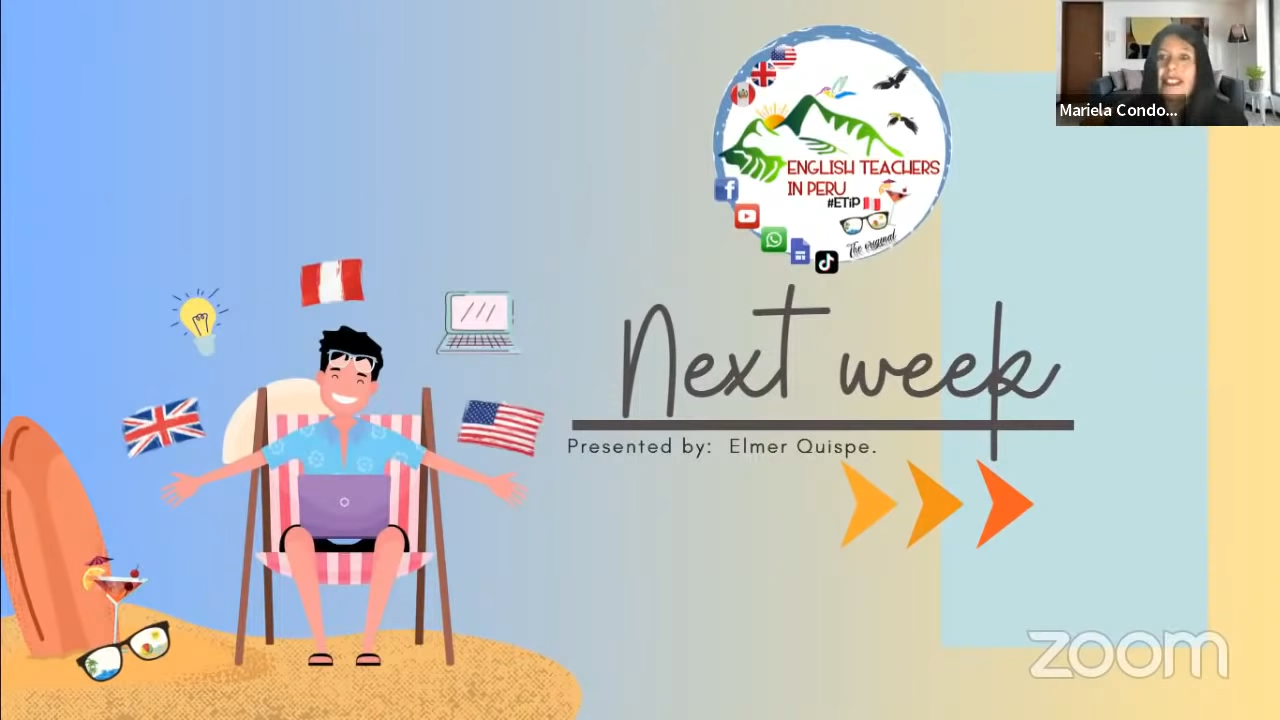 Mariela Condo...
ENGLISH TEACHERS
IN PERU
#ETiP
The original
Next week
Presented by: Elmer Quispe.
zoom